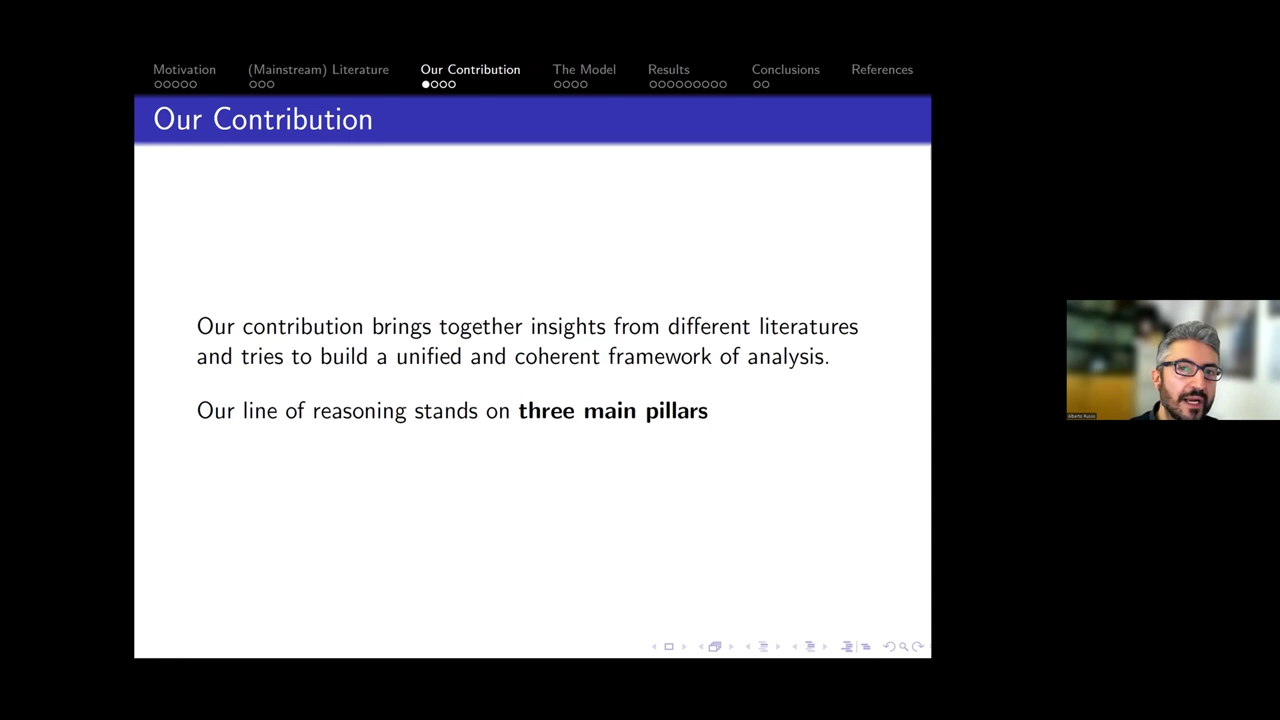 Motivation (Mainstream) Literature Our Contribution The Model Results Conclusions References
Our Contribution
Our contribution brings together insights from different literatures
and tries to build a unified and coherent framework of analysis.
Our line of reasoning stands on three main pillars
Alberto Russo